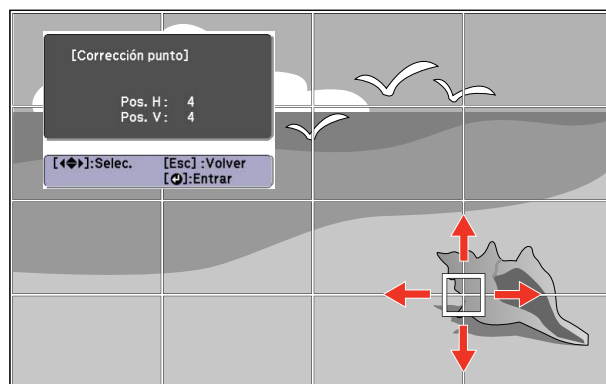 [Corrección punto]
Pos. H: 4
Pos. V: 4
[]:Selec. [Esc] :Volver
[]:Entrar